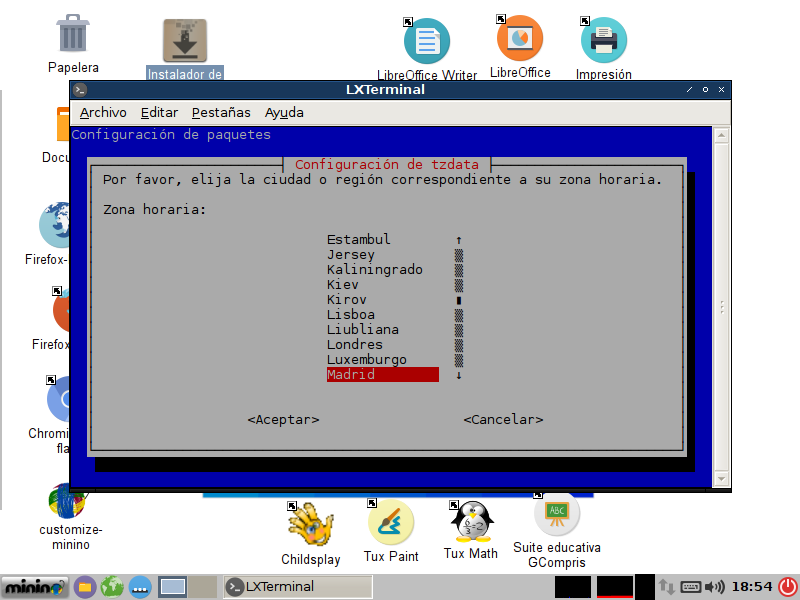 Papelera
Instalador de
LibreOffice Writer
LibreOffice
Impresión
LXTerminal
Archivo Editar Pestañas Ayuda
Configuración de paquetes
Configuración de tzdata
Por favor, elija la ciudad o región correspondiente a su zona horaria.
Zona horaria:
Estambul
Jersey
Kaliningrado
Kiev
Kirov
Lisboa
Liubliana
Londres
Luxemburgo
Madrid
<Aceptar> <Cancelar>
Docu
Firefox-
Firefox
Chromi
fla
customize-
minino
Childsplay
Tux Paint
Tux Math
ABC
Suite educativa
GCompris
minino
LXTerminal
18:54